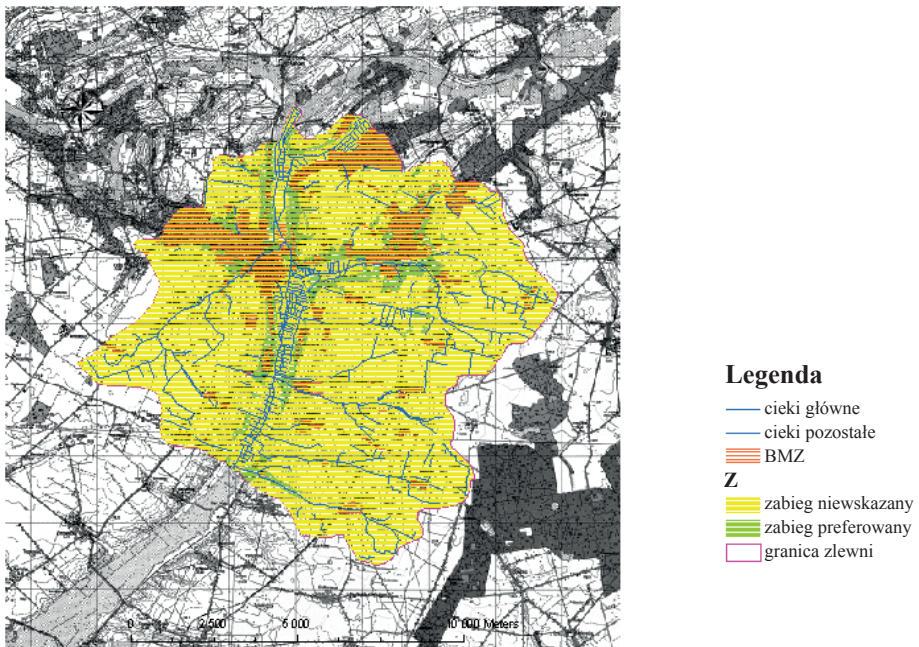 Legenda
cieki główne
cieki pozostałe
BMZ
Z
zabieg niewskazany
zabieg preferowany
granica zlewni
0 2 500 5 000 10 000 Meters